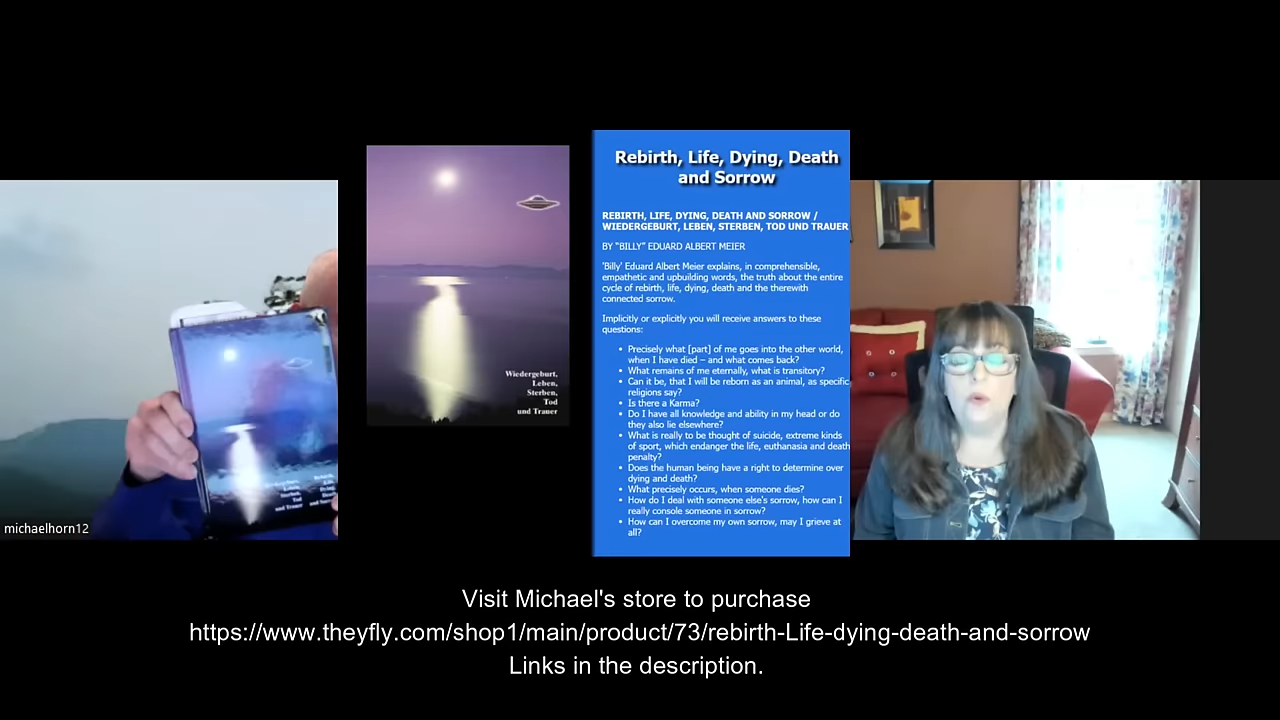 Rebirth, Life, Dying, Death
and Sorrow
REBIRTH, LIFE, DYING, DEATH AND SORROW /
WIEDERGEBURT, LEBEN, STERBEN, TOD UND TRAUER
BY "BILLY" EDUARD ALBERT MEIER
'Billy' Eduard Albert Meier explains, in comprehensible,
empathetic and upbuilding words, the truth about the entire
cycle of rebirth, life, dying, death and the therewith
connected sorrow.
Implicitly or explicitly you will receive answers to these
questions:
• Precisely what [part] of me goes into the other world,
when I have died – and what comes back?
• What remains of me eternally, what is transitory?
• Can it be, that I will be reborn as an animal, as specific
religions say?
• Is there a Karma?
• Do I have all knowledge and ability in my head or do
they also lie elsewhere?
• What is really to be thought of suicide, extreme kinds
of sport, which endanger the life, euthanasia and death
penalty?
• Does the human being have a right to determine over
dying and death?
• What precisely occurs, when someone dies?
• How do I deal with someone else's sorrow, how can I
really console someone in sorrow?
• How can I overcome my own sorrow, may I grieve at
all?
Wiedergeburt,
Leben,
Sterben,
Tod
und Trauer
michaelhorn12
Visit Michael's store to purchase
https://www.theyfly.com/shop1/main/product/73/rebirth-Life-dying-death-and-sorrow
Links in the description.